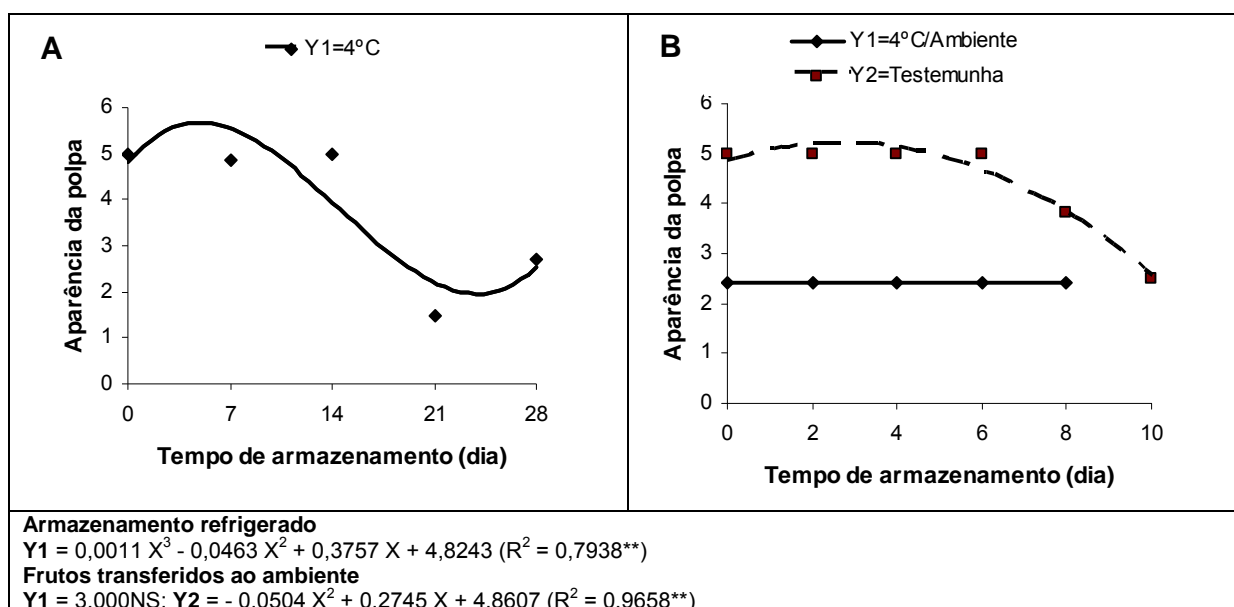 A
Y1=4ºC
Aparência da polpa
6
5
4
3
2
1
0
0 7 14 21 28
Tempo de armazenamento (dia)
B
Y1=4ºC/Ambiente
Y2=Testemunha
Aparência da polpa
6
5
4
3
2
1
0
0 2 4 6 8 10
Tempo de armazenamento (dia)
Armazenamento refrigerado
Y1 = 0,0011 X³ - 0,0463 X² + 0,3757 X + 4,8243 (R² = 0,7938**)
Frutos transferidos ao ambiente
Y1 = 3,000NS; Y2 = - 0,0504 X² + 0,2745 X + 4,8607 (R² = 0,9658**)